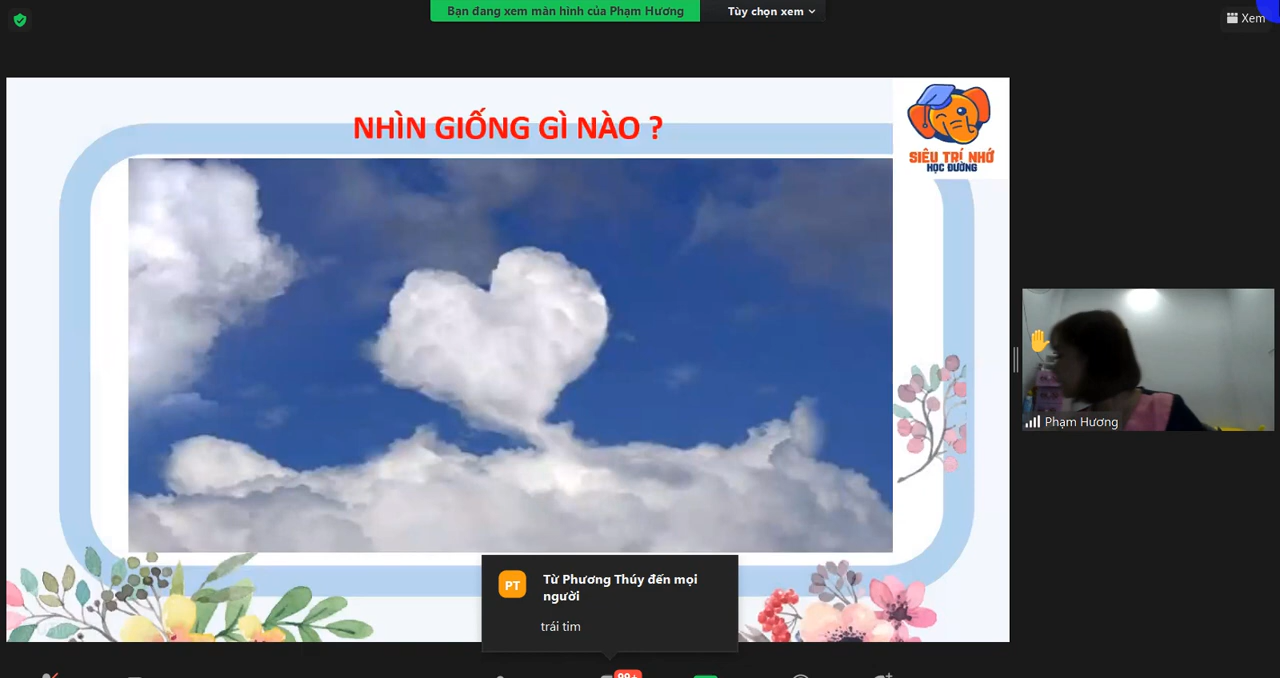 Bạn đang xem màn hình của Phạm Hương
Tùy chọn xem
Xem
NHÌN GIỐNG GÌ NÀO ?
SIÊU TRÍ NHỚ
HỌC ĐƯỜNG
Phạm Hương
PT
Từ Phương Thúy đến mọi
người
trái tim
99+